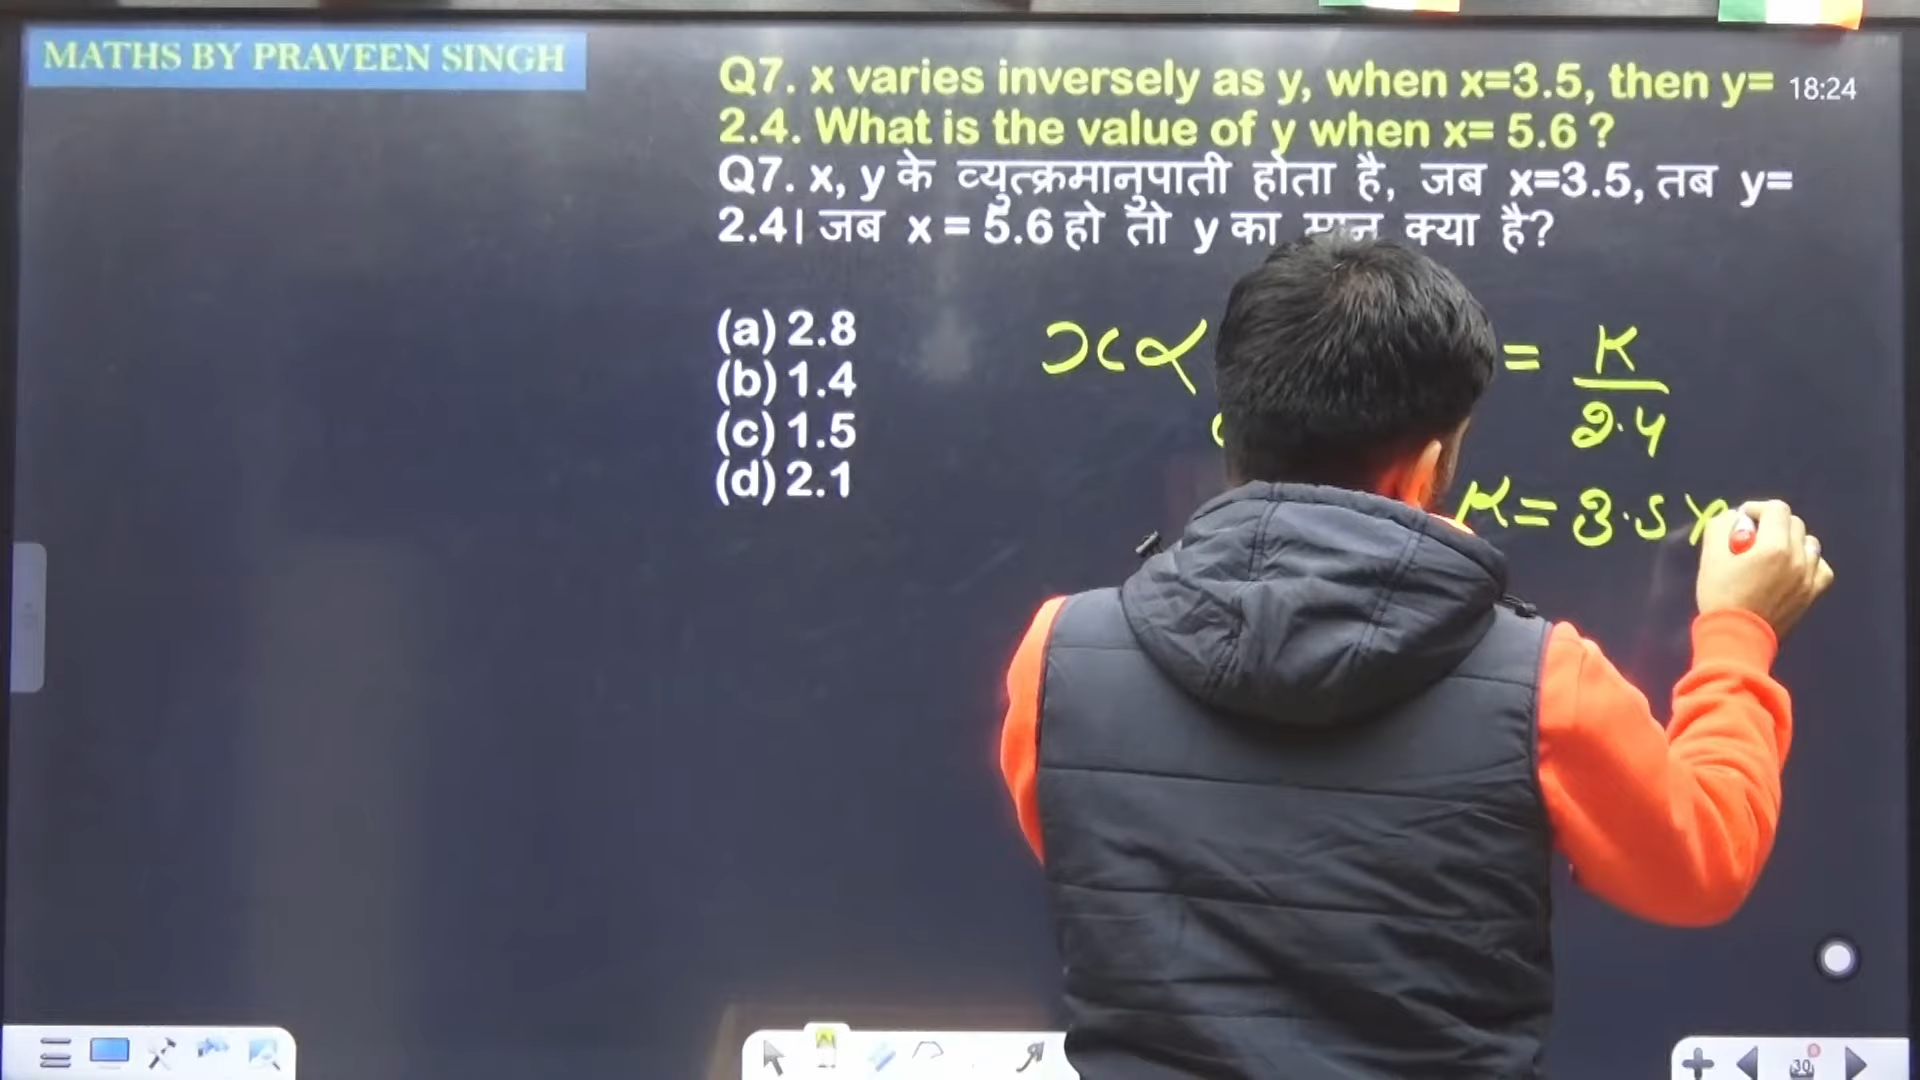 MATHS BY PRAVEEN SINGH
Q7. x varies inversely as y, when x=3.5, then y=
2.4. What is the value of y when x= 5.6 ?
18:24
Q7. x, y के व्युत्क्रमानुपाती होता है, जब x=3.5, तब y=
2.4। जब x = 5.6 हो तो y का मान क्या है?
(a) 2.8
(b) 1.4
(c) 1.5
(d) 2.1
x ∝
= K
2.4
K = 3.5 ×
30